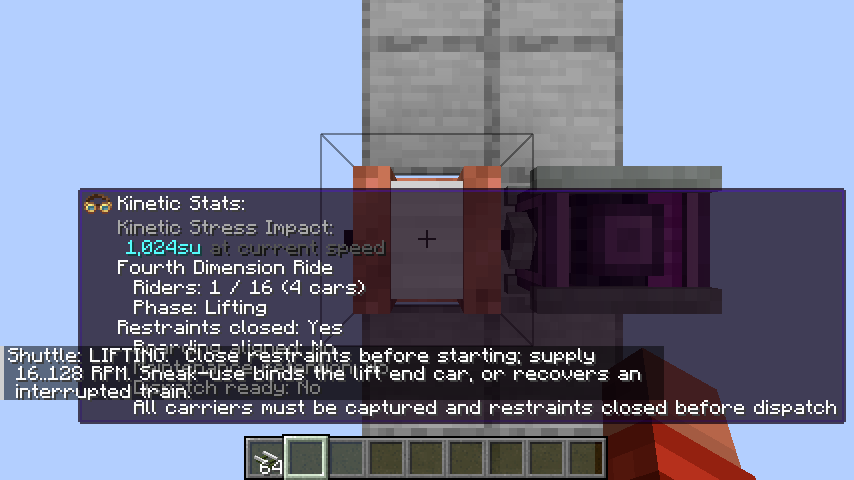 Kinetic Stats:
Kinetic Stress Impact:
1,024su at current speed
Fourth Dimension Ride
Riders: 1 / 16 (4 cars)
Phase: Lifting
Restraints closed: Yes
Boarding aligned: No
Shuttle: LIFTING. Close restraints before starting; supply
16..128 RPM. Sneak-use binds the lift end car, or recovers an
interrupted train.
Dispatch ready: No
All carriers must be captured and restraints closed before dispatch
64